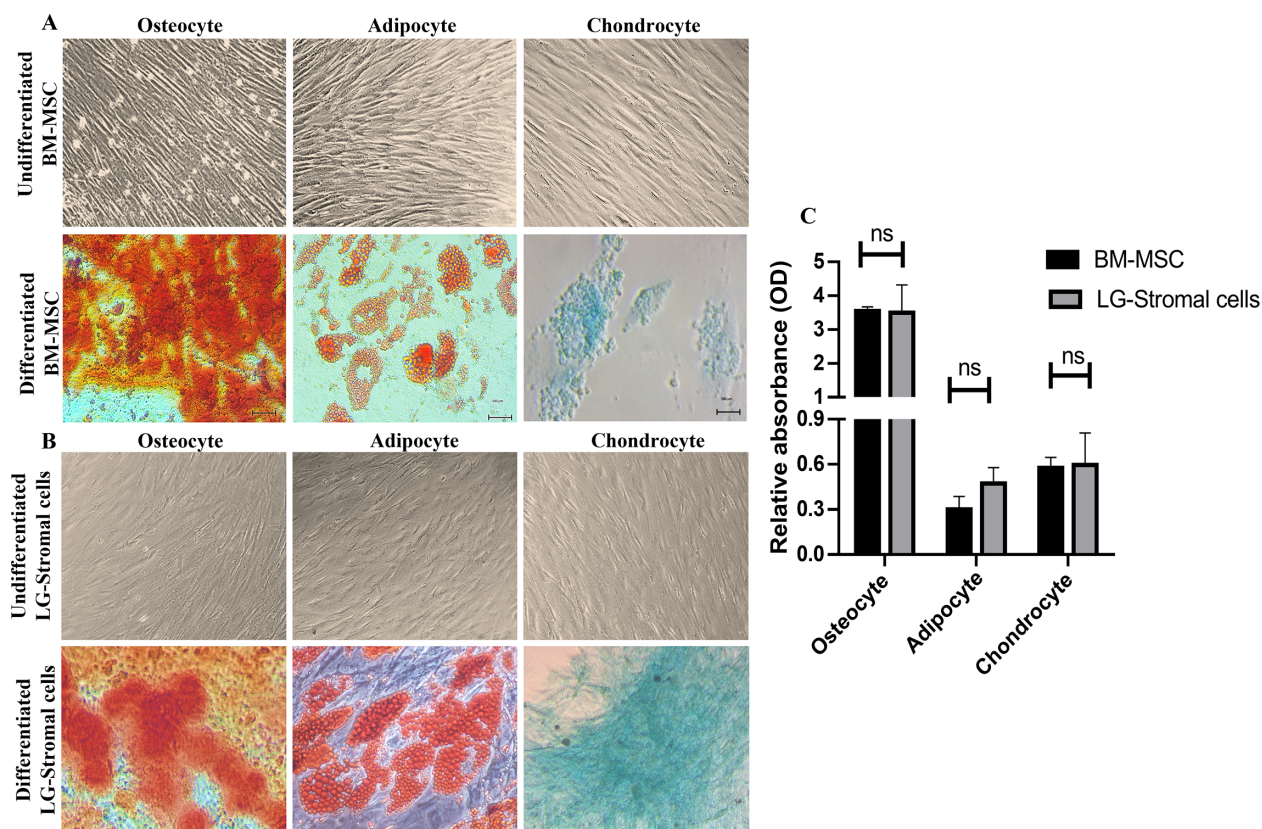 A
Osteocyte Adipocyte Chondrocyte
Undifferentiated
BM-MSC
Differentiated
BM-MSC
B
Osteocyte Adipocyte Chondrocyte
Undifferentiated
LG-Stromal cells
Differentiated
LG-Stromal cells
C
ns
ns
ns
BM-MSC
LG-Stromal cells
Relative absorbance (OD)
5
4
3
2
1
0.9
0.6
0.3
0.0
Osteocyte
Adipocyte
Chondrocyte